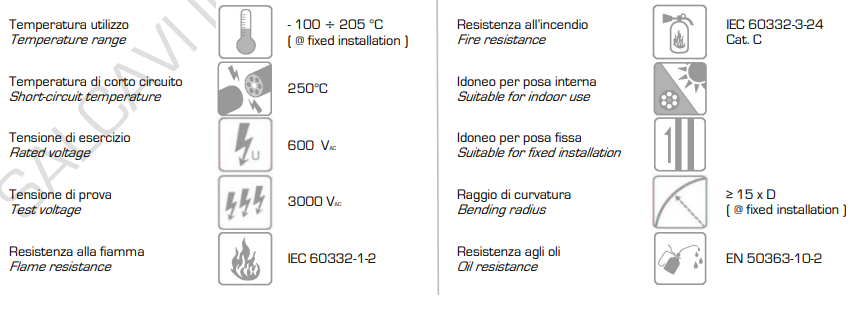 Temperatura utilizzo
Temperature range
- 100 ÷ 205 °C
( @ fixed installation )
Temperatura di corto circuito
Short-circuit temperature
250°C
Tensione di esercizio
Rated voltage
U
600 VAC
Tensione di prova
Test voltage
3000 VAC
Resistenza alla fiamma
Flame resistance
IEC 60332-1-2
Resistenza all'incendio
Fire resistance
IEC 60332-3-24
Cat. C
Idoneo per posa interna
Suitable for indoor use
Idoneo per posa fissa
Suitable for fixed installation
Raggio di curvatura
Bending radius
≥ 15 x D
( @ fixed installation )
Resistenza agli oli
Oil resistance
EN 50363-10-2
SALCAVI